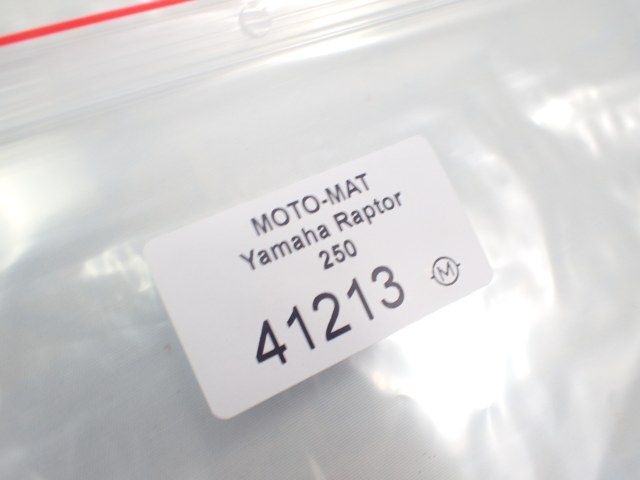 MOTO-MAT
Yamaha Raptor
250
41213
M